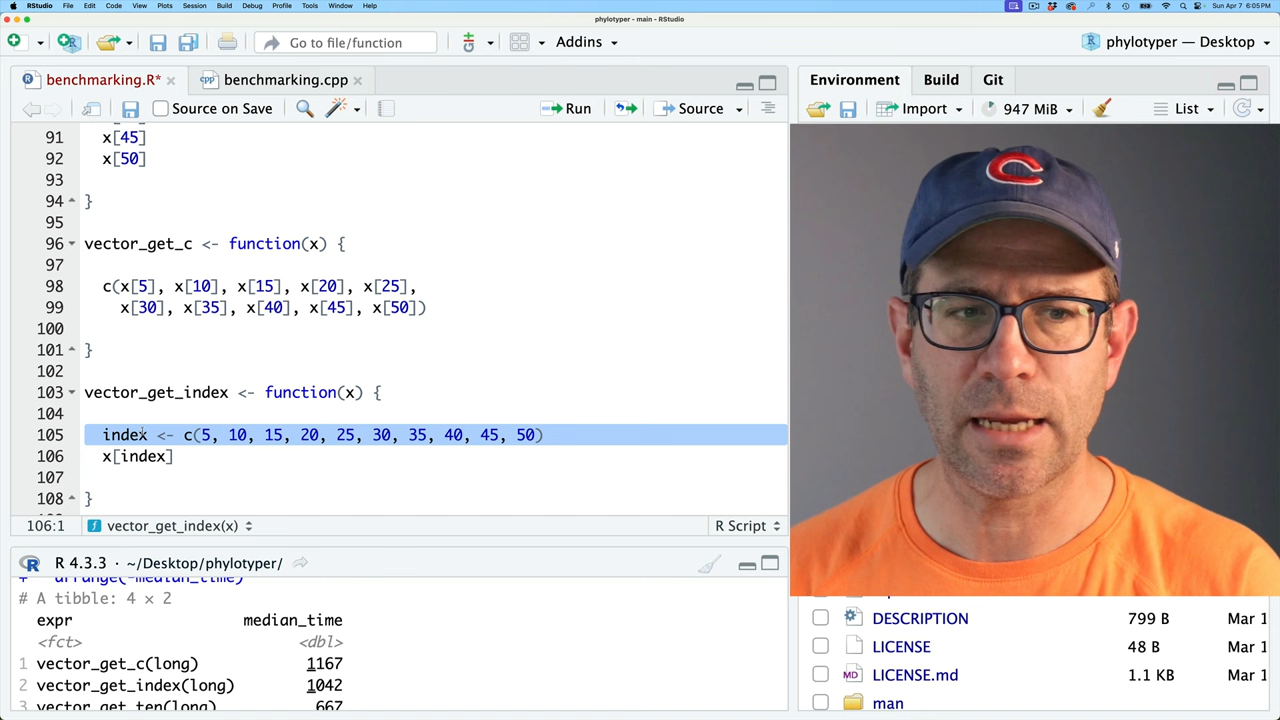 RStudio File Edit Code View Plots Session Build Debug Profile Tools Window Help
Sun Apr 7 6:05 PM
phylotyper - main - RStudio
Go to file/function
Addins
phylotyper — Desktop
benchmarking.R*
benchmarking.cpp
Source on Save
Run
Source
Environment
Build
Git
Import
947 MiB
List
91 x[45]
92 x[50]
93
94 }
95
96 vector_get_c <- function(x) {
97
98 c(x[5], x[10], x[15], x[20], x[25],
99 x[30], x[35], x[40], x[45], x[50])
100
101 }
102
103 vector_get_index <- function(x) {
104
105 index <- c(5, 10, 15, 20, 25, 30, 35, 40, 45, 50)
106 x[index]
107
108 }
106:1
vector_get_index(x)
R Script
R 4.3.3 · ~/Desktop/phylotyper/
+ arrange(-median_time)
# A tibble: 4 × 2
expr median_time
<fct> <dbl>
1 vector_get_c(long) 1167
2 vector_get_index(long) 1042
3 vector_get_ten(long) 667
DESCRIPTION 799 B Mar 1
LICENSE 48 B Mar 1
LICENSE.md 1.1 KB Mar 1
man
C